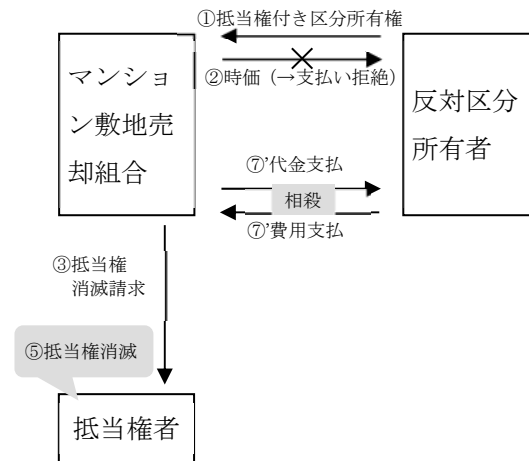 ①抵当権付き区分所有権
②時価（→支払い拒絶）
マンショ
ン敷地売
却組合
反対区分
所有者
⑦’代金支払
相殺
⑦’費用支払
③抵当権
消滅請求
⑤抵当権消滅
抵当権者